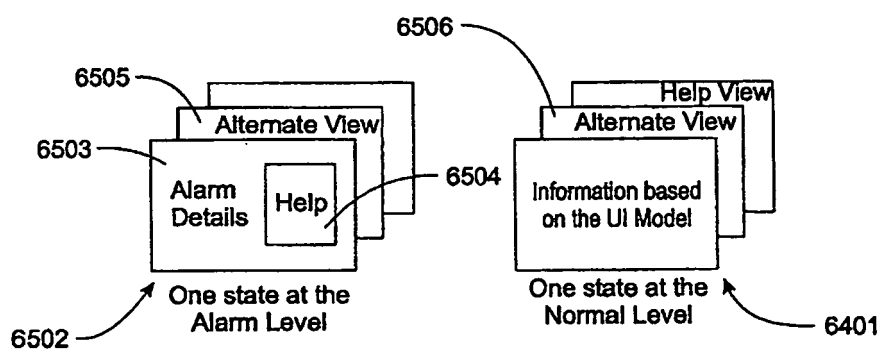 6506
6505
Help View
Alternate View
Alternate View
6503
6504
Alarm
Details
Help
Information based
on the UI Model
One state at the
Alarm Level
One state at the
Normal Level
6502
6401